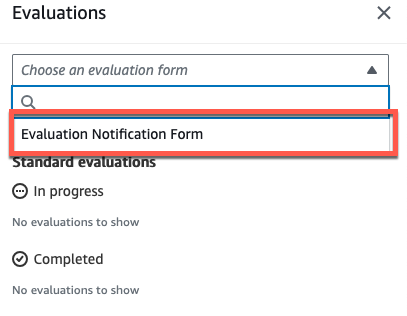 Evaluations
Choose an evaluation form
Evaluation Notification Form
Standard evaluations
In progress
No evaluations to show
Completed
No evaluations to show